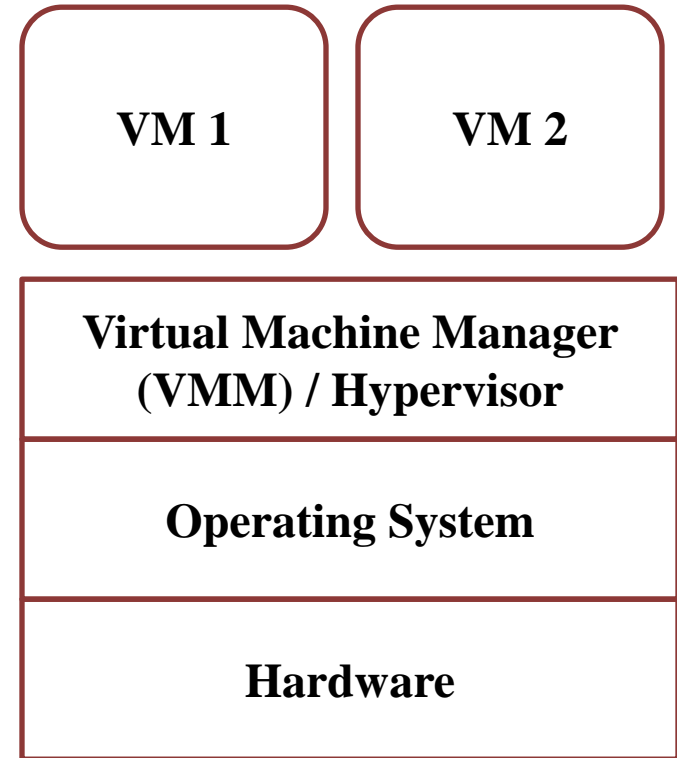 VM 1
VM 2
Virtual Machine Manager
(VMM) / Hypervisor
Operating System
Hardware